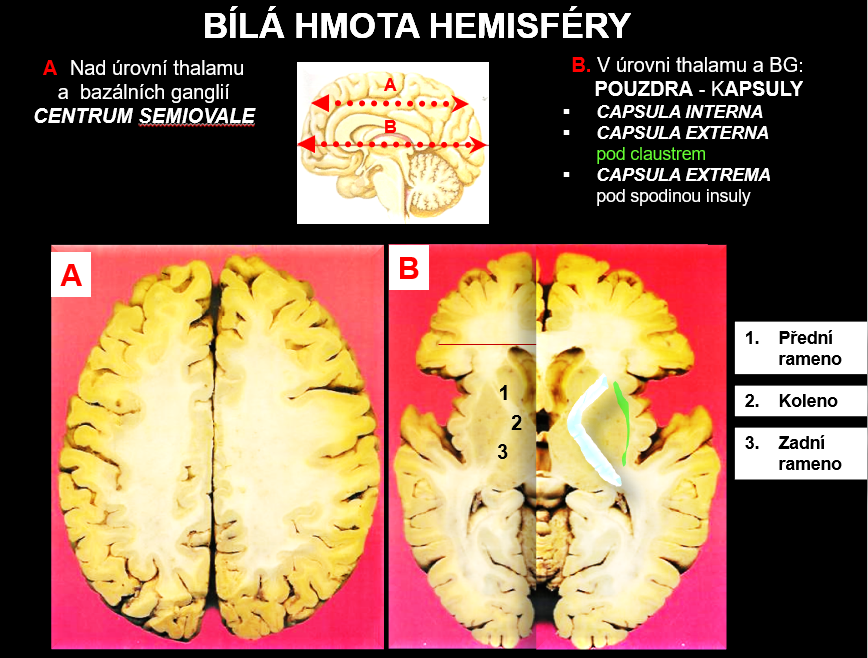 BÍLÁ HMOTA HEMISFÉRY
A Nad úrovní thalamu
a bazálních ganglií
CENTRUM SEMIOVALE
A
B
B. V úrovni thalamu a BG:
POUZDRA - KAPSULY
▪ CAPSULA INTERNA
▪ CAPSULA EXTERNA
pod claustrem
▪ CAPSULA EXTREMA
pod spodinou insuly
A
B
1
2
3
1. Přední
rameno
2. Koleno
3. Zadní
rameno